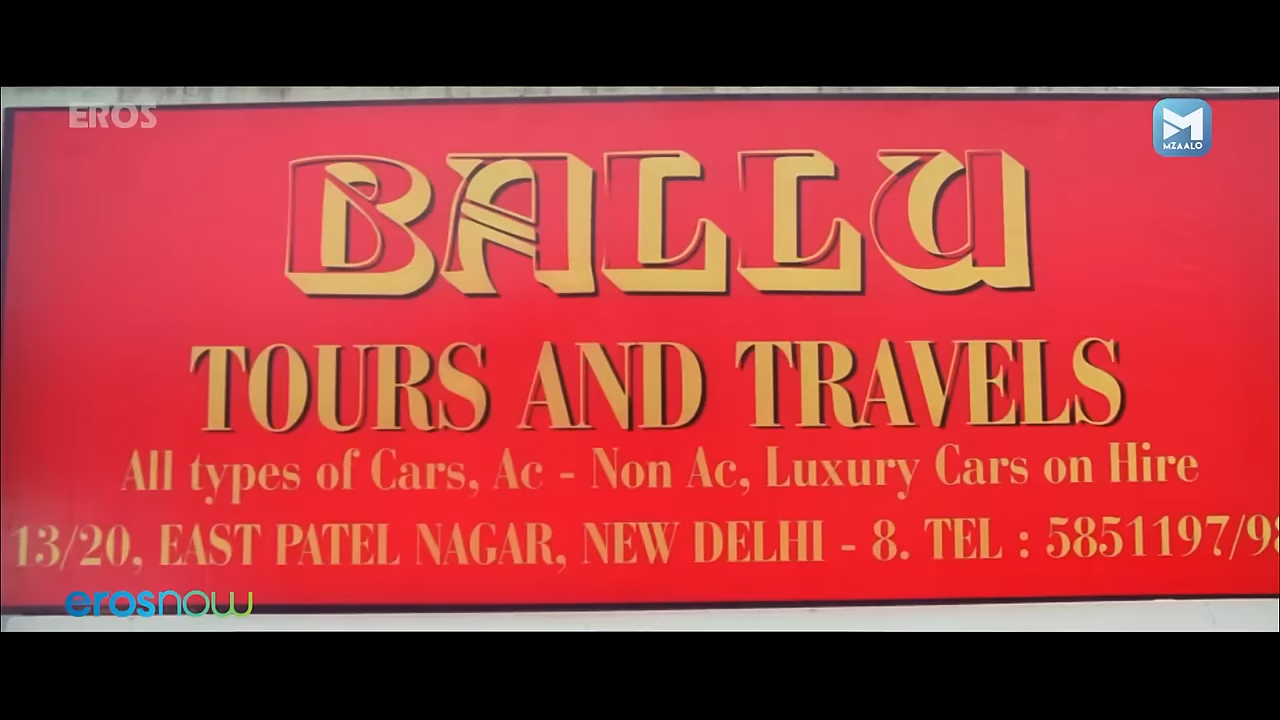 EROS
MZAALO
BALLU
TOURS AND TRAVELS
All types of Cars, Ac - Non Ac, Luxury Cars on Hire
13/20, EAST PATEL NAGAR, NEW DELHI - 8. TEL : 5851197/98
erosnow